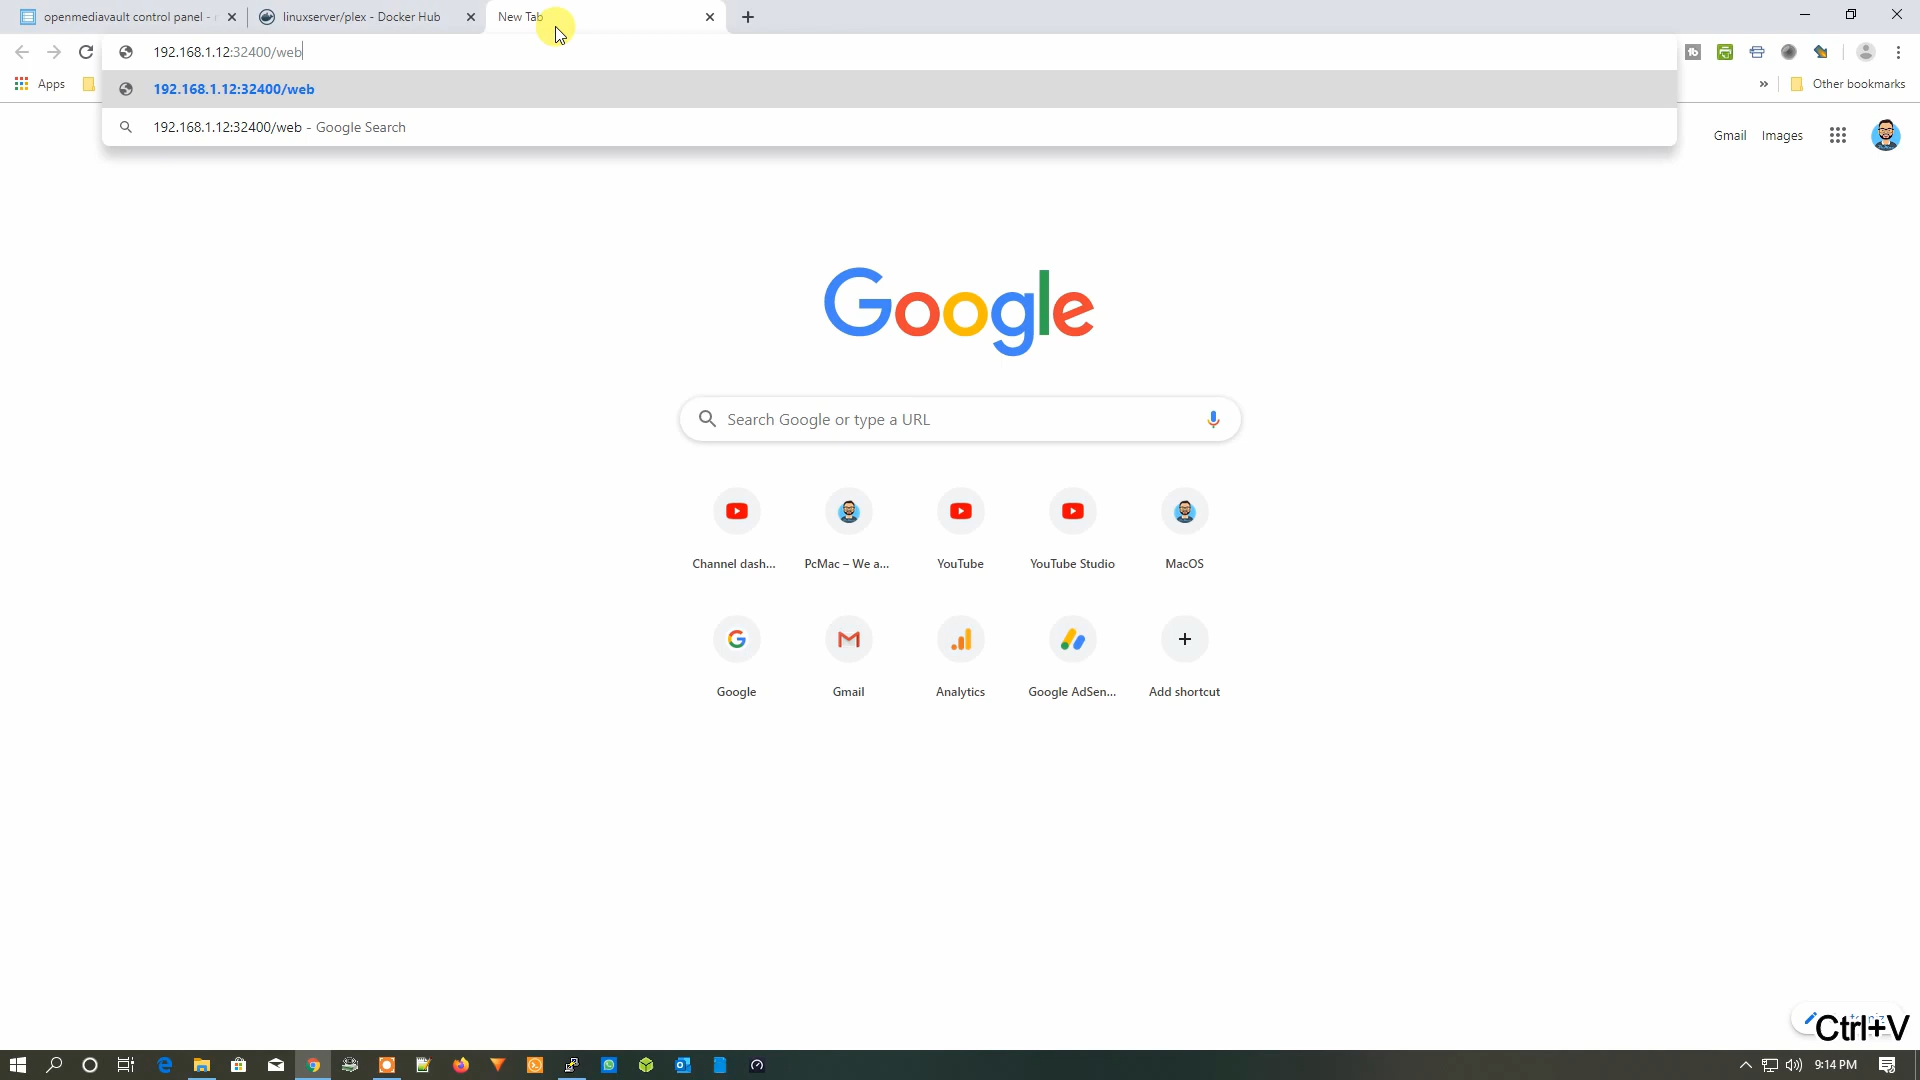 openmediavault control panel -
linuxserver/plex - Docker Hub
New Tab
192.168.1.12:32400/web
Apps
Other bookmarks
192.168.1.12:32400/web
192.168.1.12:32400/web - Google Search
Gmail
Images
Google
Search Google or type a URL
Channel dash...
PcMac – We a...
YouTube
YouTube Studio
MacOS
Google
Gmail
Analytics
Google AdSen...
Add shortcut
Ctrl+V
9:14 PM